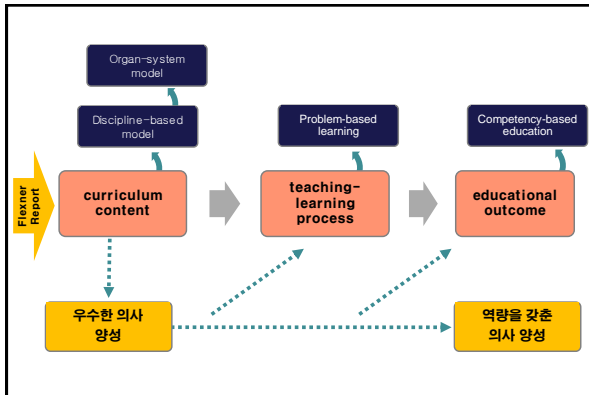 Organ-system
model
Discipline-based
model
Problem-based
learning
Competency-based
education
Flexner
Report
curriculum
content
teaching-
learning
process
educational
outcome
우수한 의사
양성
역량을 갖춘
의사 양성